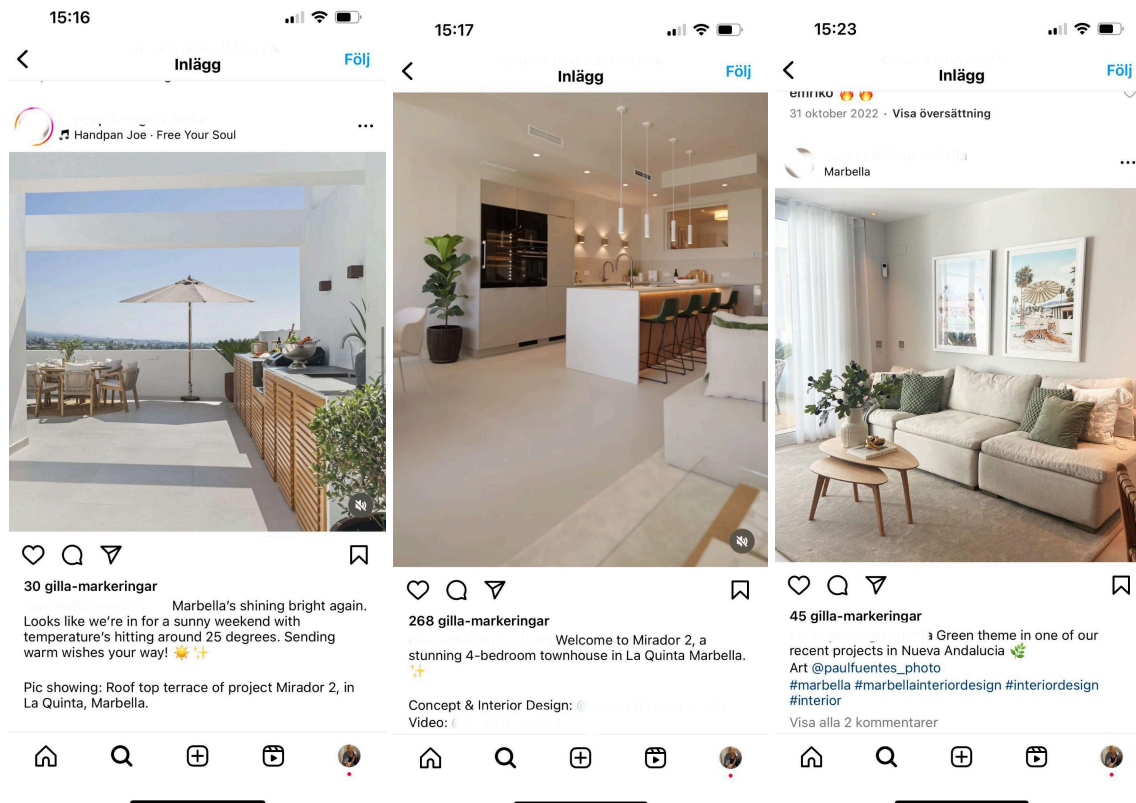 15:16
Inlägg
Följ
Handpan Joe · Free Your Soul
30 gilla-markeringar
Marbella's shining bright again.
Looks like we're in for a sunny weekend with
temperature's hitting around 25 degrees. Sending
warm wishes your way! ☀️✨
Pic showing: Roof top terrace of project Mirador 2, in
La Quinta, Marbella.
15:17
Inlägg
Följ
268 gilla-markeringar
Welcome to Mirador 2, a
stunning 4-bedroom townhouse in La Quinta Marbella.
✨
Concept & Interior Design:
Video:
15:23
Inlägg
Följ
emriko 🔥🔥
31 oktober 2022 · Visa översättning
Marbella
45 gilla-markeringar
a Green theme in one of our
recent projects in Nueva Andalucia 🌿
Art @paulfuentes_photo
#marbella #marbellainteriordesign #interiordesign
#interior
Visa alla 2 kommentarer